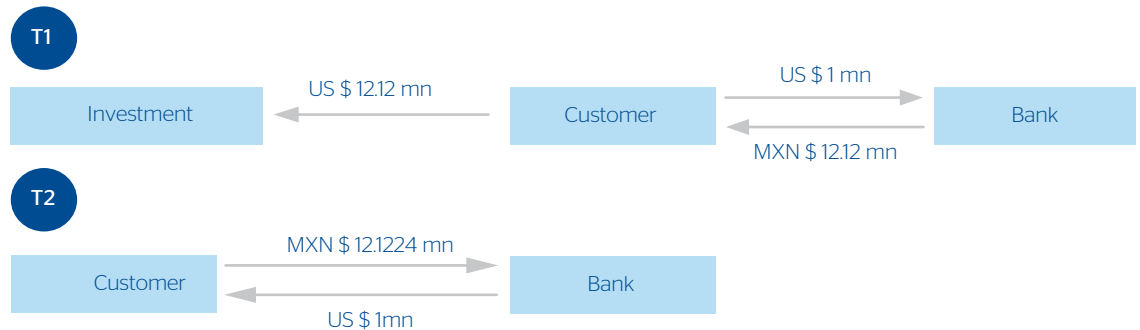 T1
US $ 1 mn
US $ 12.12 mn
Investment
Customer
Bank
MXN $ 12.12 mn
T2
MXN $ 12.1224 mn
Customer
Bank
US $ 1mn